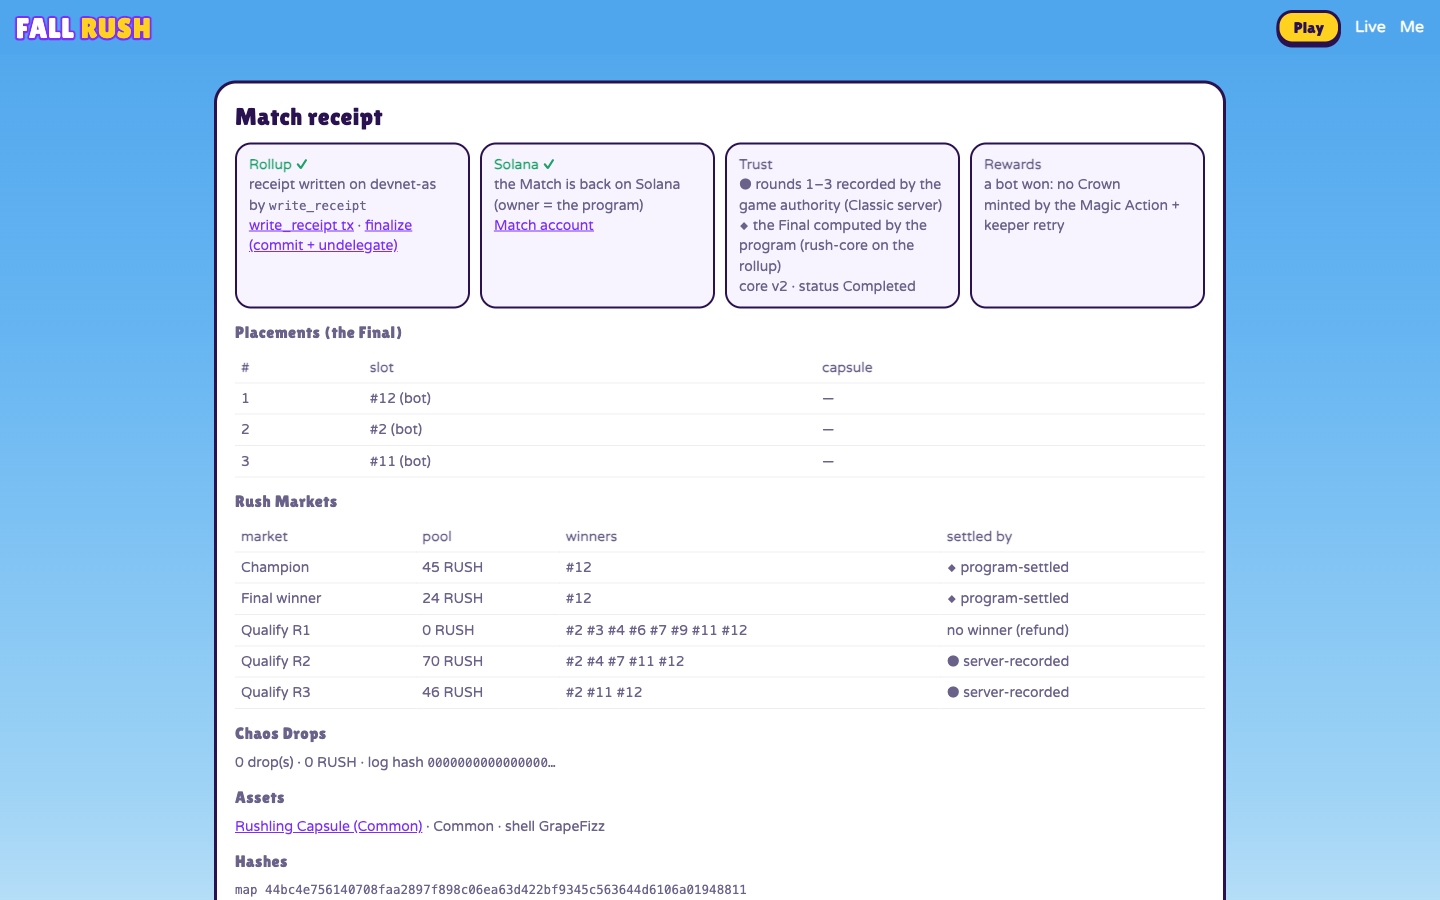 FALL RUSH
Play Live Me
Match receipt
Rollup ✓
receipt written on devnet-as
by write_receipt
write_receipt tx · finalize
(commit + undelegate)
Solana ✓
the Match is back on Solana
(owner = the program)
Match account
Trust
● rounds 1–3 recorded by the
game authority (Classic server)
◆ the Final computed by the
program (rush-core on the
rollup)
core v2 · status Completed
Rewards
a bot won: no Crown
minted by the Magic Action +
keeper retry
Placements (the Final)
# slot capsule
1 #12 (bot) —
2 #2 (bot) —
3 #11 (bot) —
Rush Markets
market pool winners settled by
Champion 45 RUSH #12 ◆ program-settled
Final winner 24 RUSH #12 ◆ program-settled
Qualify R1 0 RUSH #2 #3 #4 #6 #7 #9 #11 #12 no winner (refund)
Qualify R2 70 RUSH #2 #4 #7 #11 #12 ● server-recorded
Qualify R3 46 RUSH #2 #11 #12 ● server-recorded
Chaos Drops
0 drop(s) · 0 RUSH · log hash 0000000000000000…
Assets
Rushling Capsule (Common) · Common · shell GrapeFizz
Hashes
map 44bc4e756140708faa2897f898c06ea63d422bf9345c563644d6106a01948811